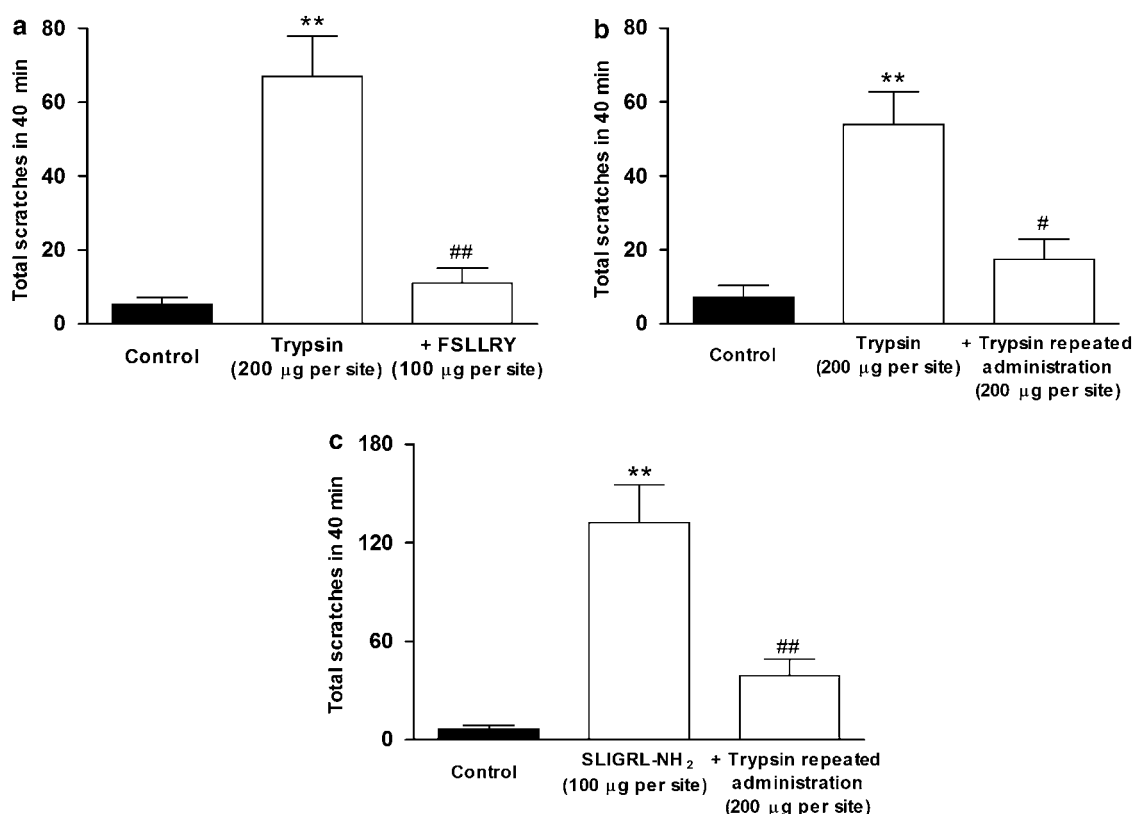 a
Total scratches in 40 min
80
60
40
20
0
**
##
Control
Trypsin
(200 μg per site)
+ FSLLRY
(100 μg per site)
b
Total scratches in 40 min
80
60
40
20
0
**
#
Control
Trypsin
(200 μg per site)
+ Trypsin repeated
administration
(200 μg per site)
c
Total scratches in 40 min
180
120
60
0
**
##
Control
SLIGRL-NH₂
(100 μg per site)
+ Trypsin repeated
administration
(200 μg per site)